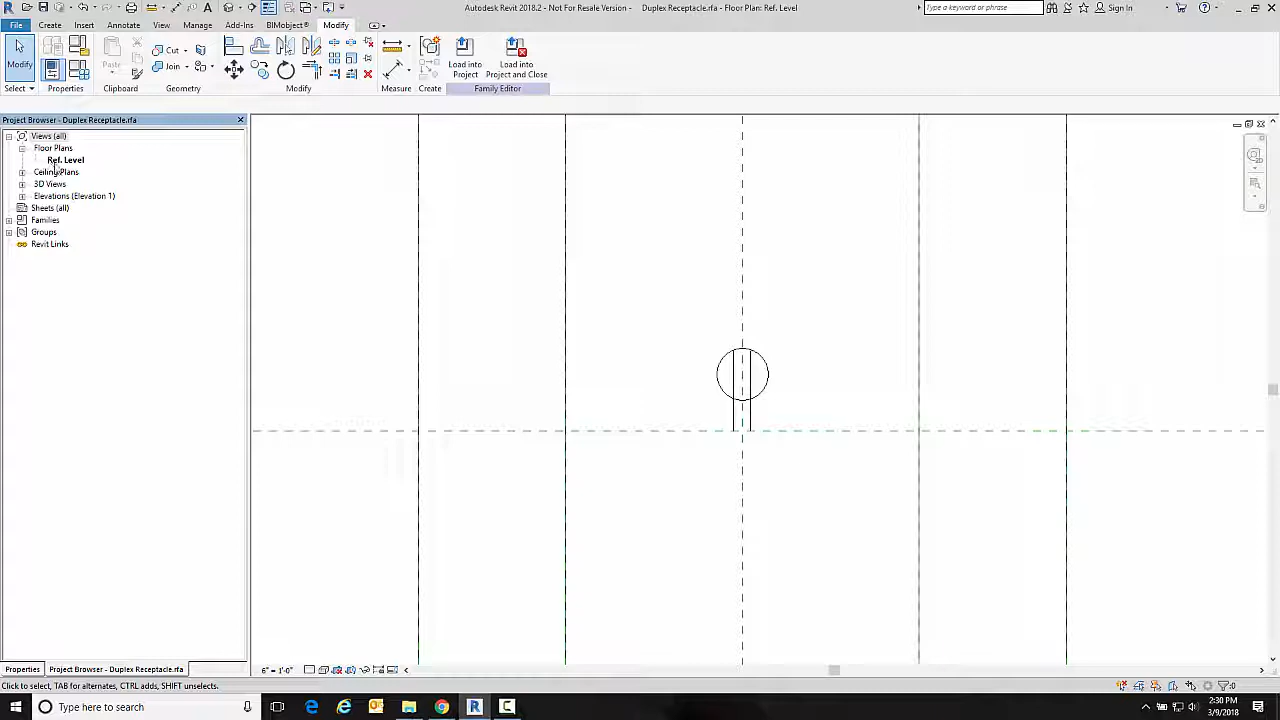 Autodesk Revit 2018.2 - Not For Resale Version - Duplex Receptacle.rfa - Floor Plan: Ref. Level
Type a keyword or phrase
Sign In
File Create Insert Annotate View Manage Add-Ins BIMobject® Modify
Modify
Paste
Cut
Join
Load into
Project
Load into
Project and Close
Select Properties Clipboard Geometry Modify Measure Create Family Editor
Project Browser - Duplex Receptacle.rfa
Views (all)
Floor Plans
Ref. Level
Ceiling Plans
3D Views
Elevations (Elevation 1)
Sheets (all)
Families
Groups
Revit Links
Properties
Project Browser - Duplex Receptacle.rfa
6" = 1'-0"
Click to select, TAB for alternates, CTRL adds, SHIFT unselects.
:0
Type here to search
2:30 PM
3/9/2018